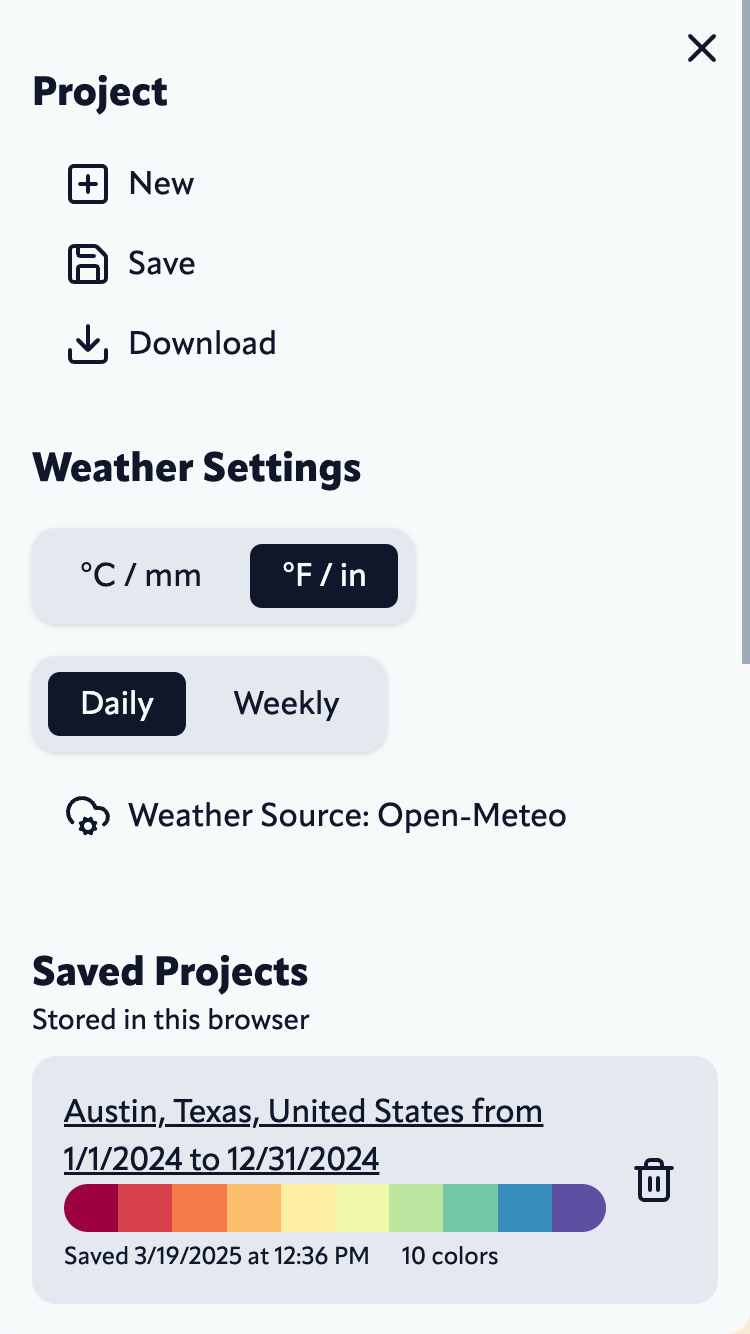 Project
New
Save
Download
Weather Settings
°C / mm
°F / in
Daily
Weekly
Weather Source: Open-Meteo
Saved Projects
Stored in this browser
Austin, Texas, United States from
1/1/2024 to 12/31/2024
Saved 3/19/2025 at 12:36 PM
10 colors